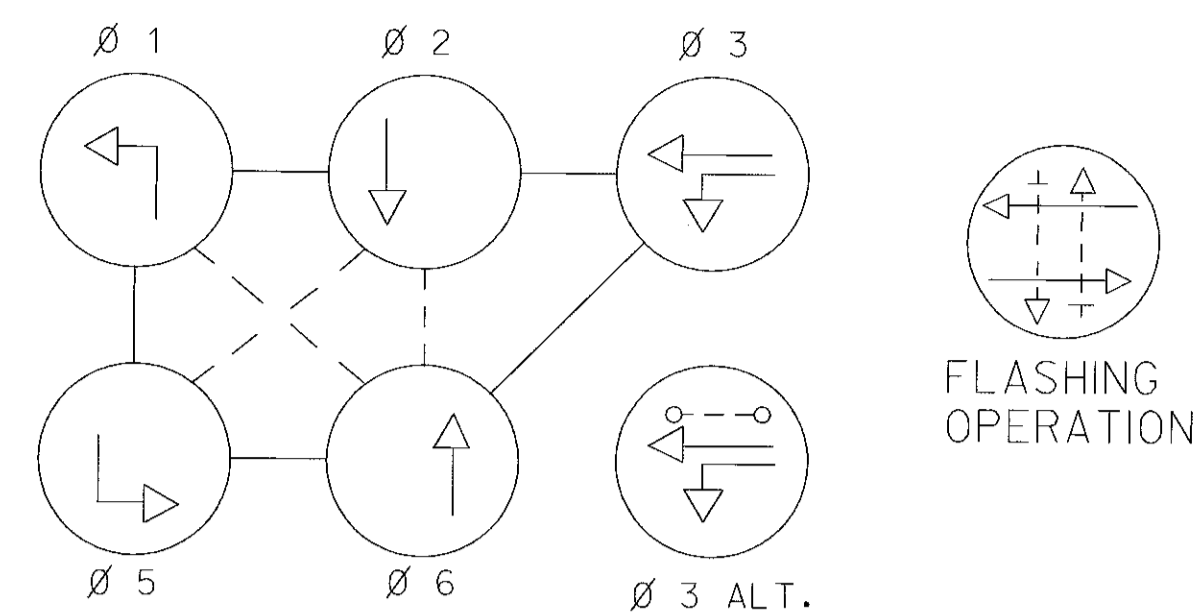 Ø 1
Ø 2
Ø 3
Ø 5
Ø 6
Ø 3 ALT.
FLASHING
OPERATION